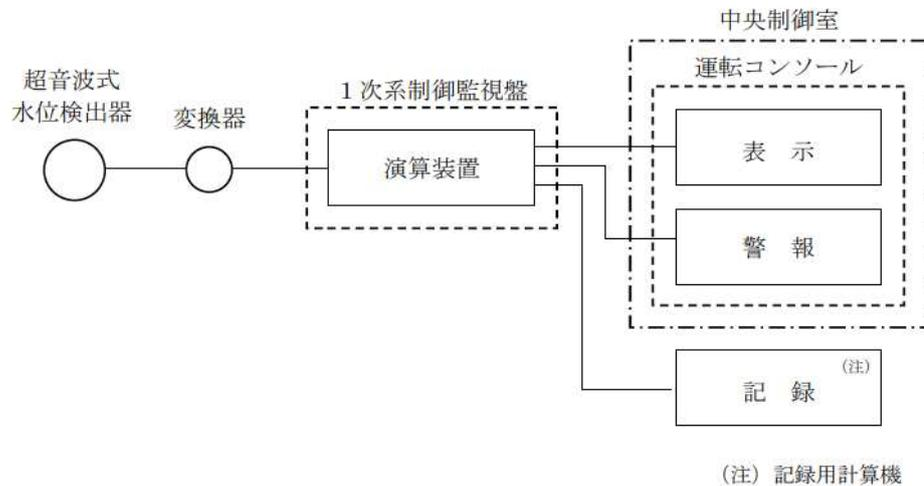 中央制御室
運転コンソール
超音波式
水位検出器
変換器
1次系制御監視盤
演算装置
表 示
警 報
記 録
(注)
(注) 記録用計算機